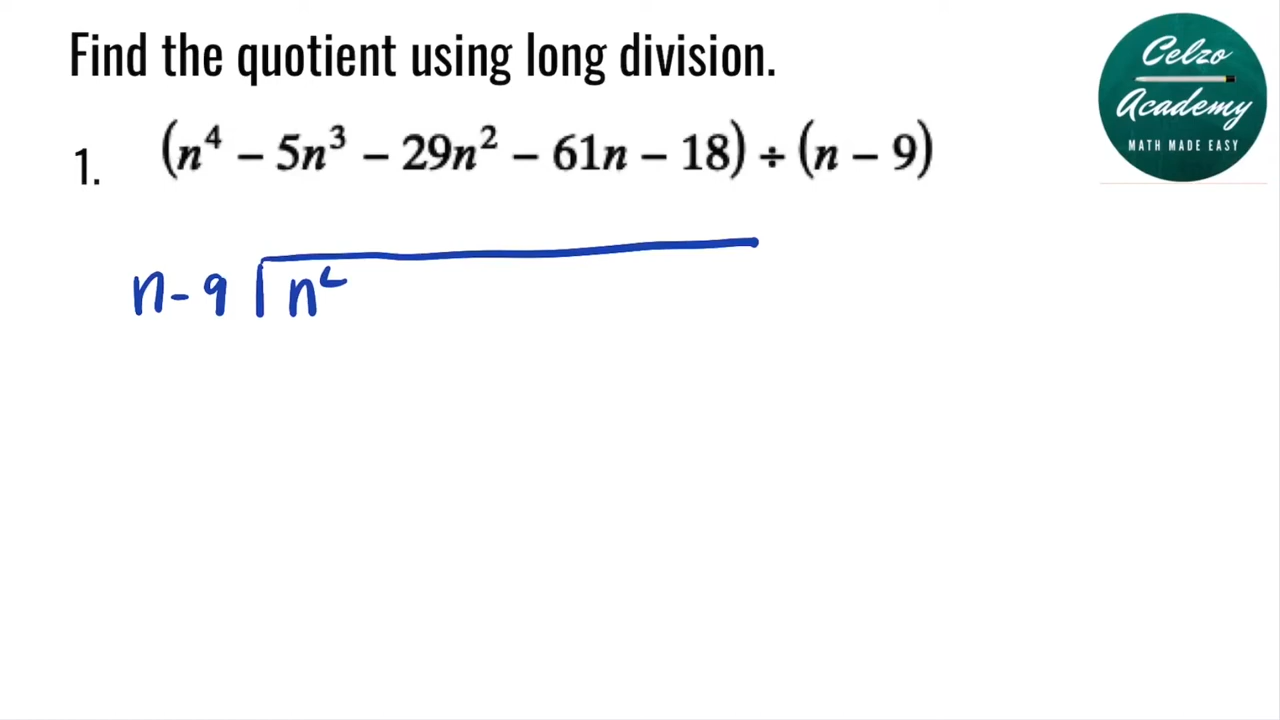 Find the quotient using long division.
Celzo
Academy
MATH MADE EASY
1. (n⁴ − 5n³ − 29n² − 61n − 18) ÷ (n − 9)
n - 9 n